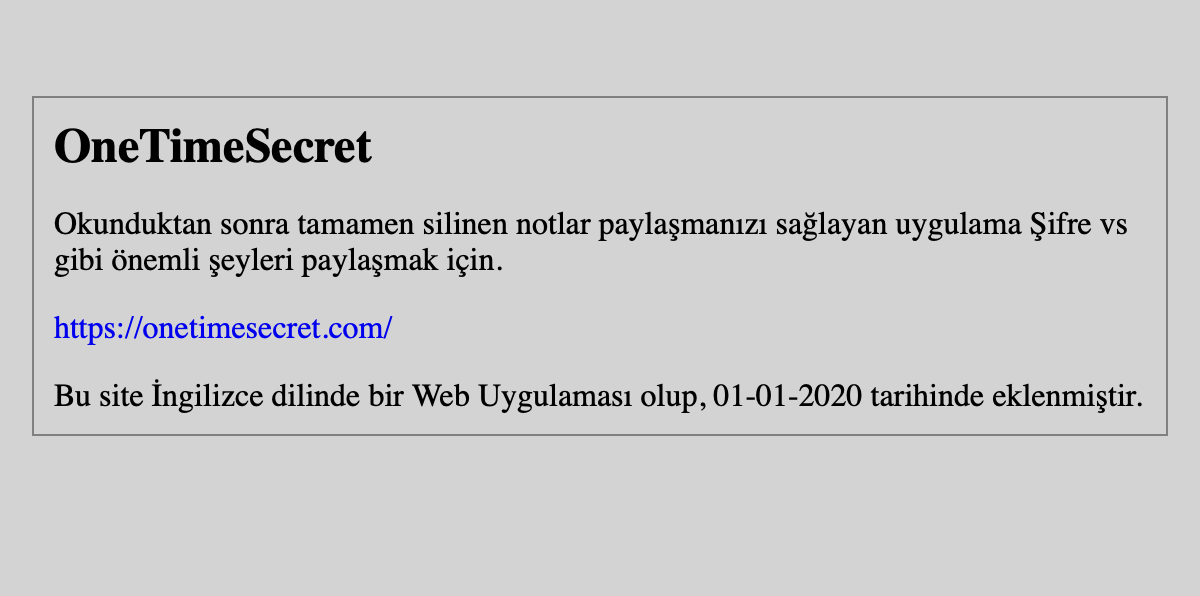 OneTimeSecret
Okunduktan sonra tamamen silinen notlar paylaşmanızı sağlayan uygulama Şifre vs
gibi önemli şeyleri paylaşmak için.
https://onetimesecret.com/
Bu site İngilizce dilinde bir Web Uygulaması olup, 01-01-2020 tarihinde eklenmiştir.